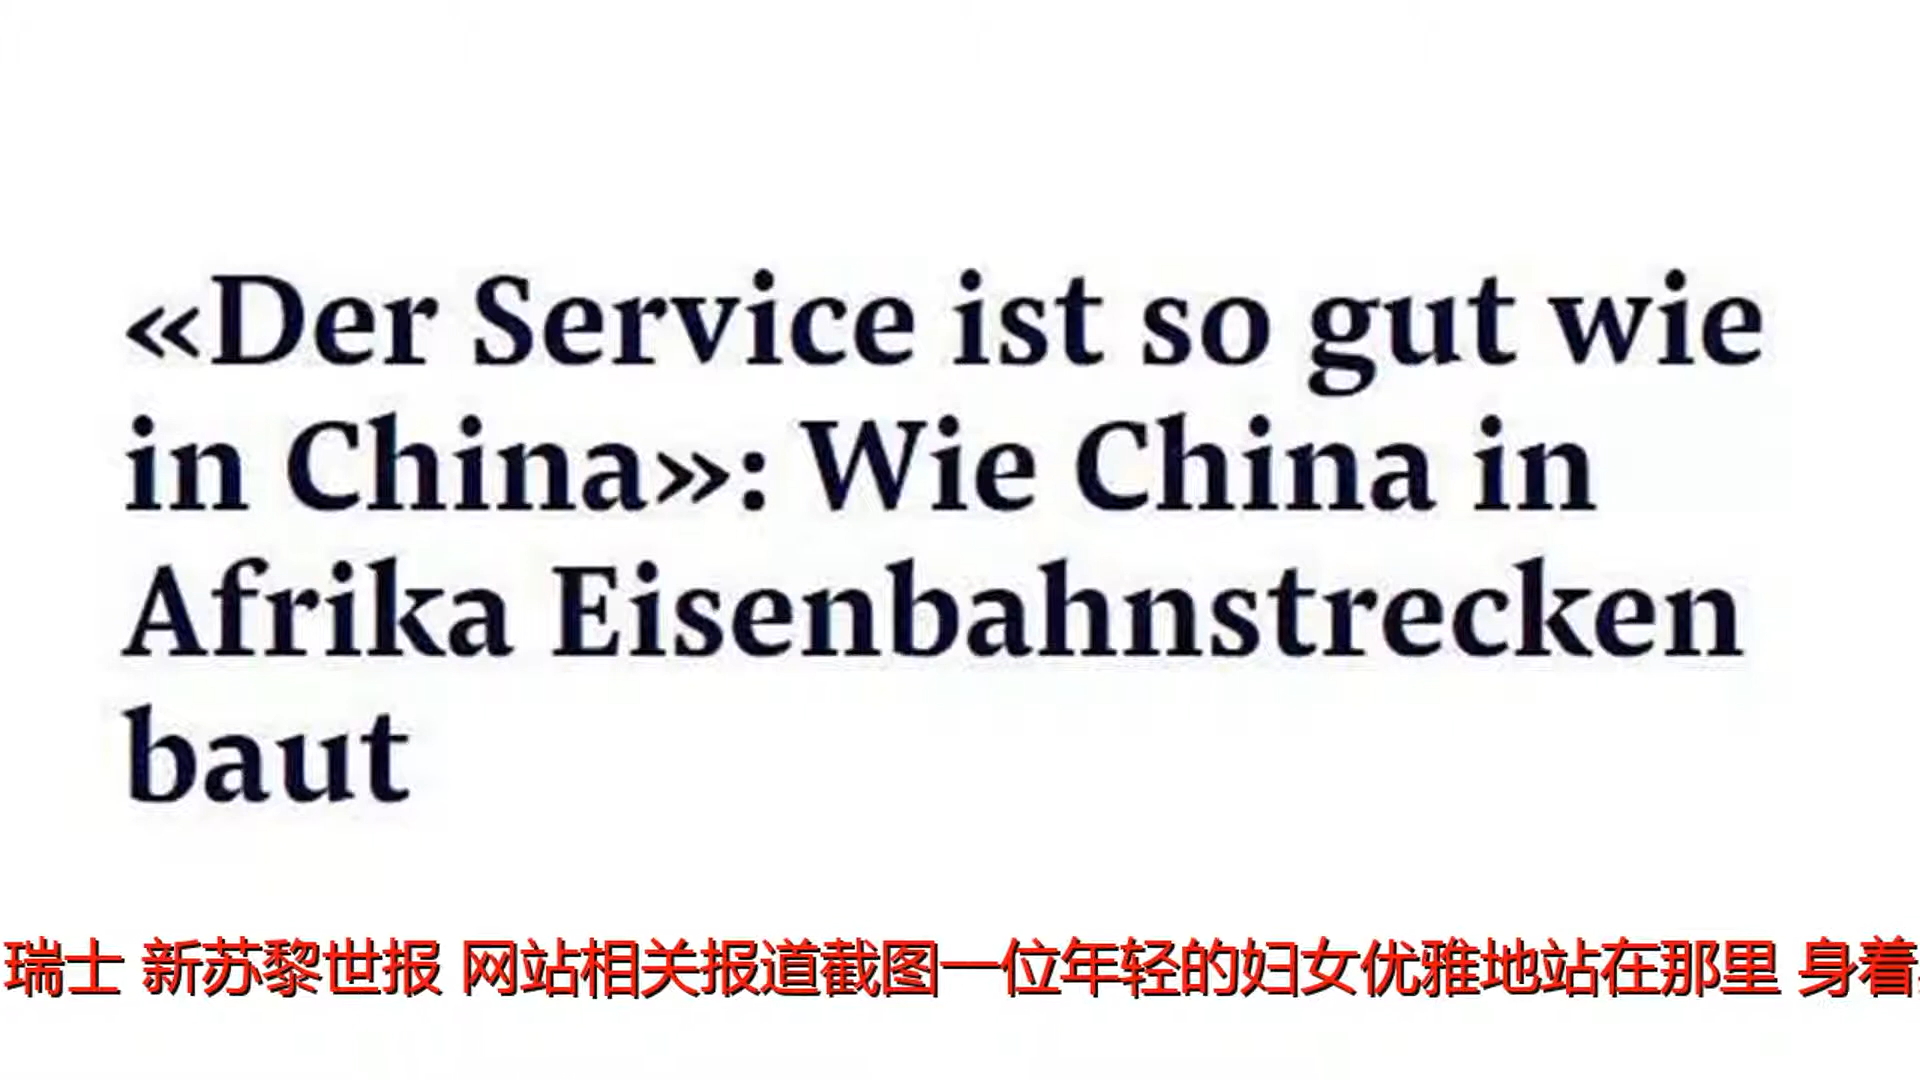 «Der Service ist so gut wie
in China»: Wie China in
Afrika Eisenbahnstrecken
baut
瑞士 新苏黎世报 网站相关报道截图一位年轻的妇女优雅地站在那里 身着